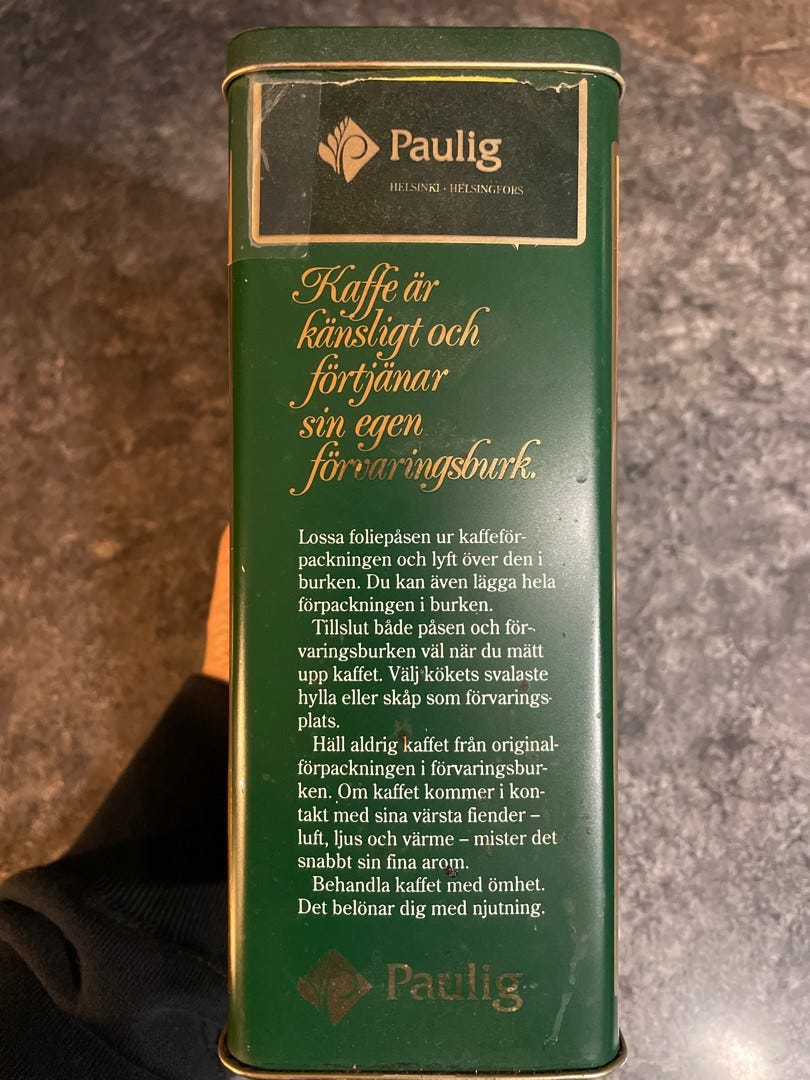 Paulig
HELSINKI · HELSINGFORS
Kaffe är
känsligt och
förtjänar
sin egen
förvaringsburk.
Lossa foliepåsen ur kaffeför-
packningen och lyft över den i
burken. Du kan även lägga hela
förpackningen i burken.
Tillslut både påsen och för-
varingsburken väl när du mätt
upp kaffet. Välj kökets svalaste
hylla eller skåp som förvarings-
plats.
Häll aldrig kaffet från original-
förpackningen i förvaringsbur-
ken. Om kaffet kommer i kon-
takt med sina värsta fiender –
luft, ljus och värme – mister det
snabbt sin fina arom.
Behandla kaffet med ömhet.
Det belönar dig med njutning.
Paulig